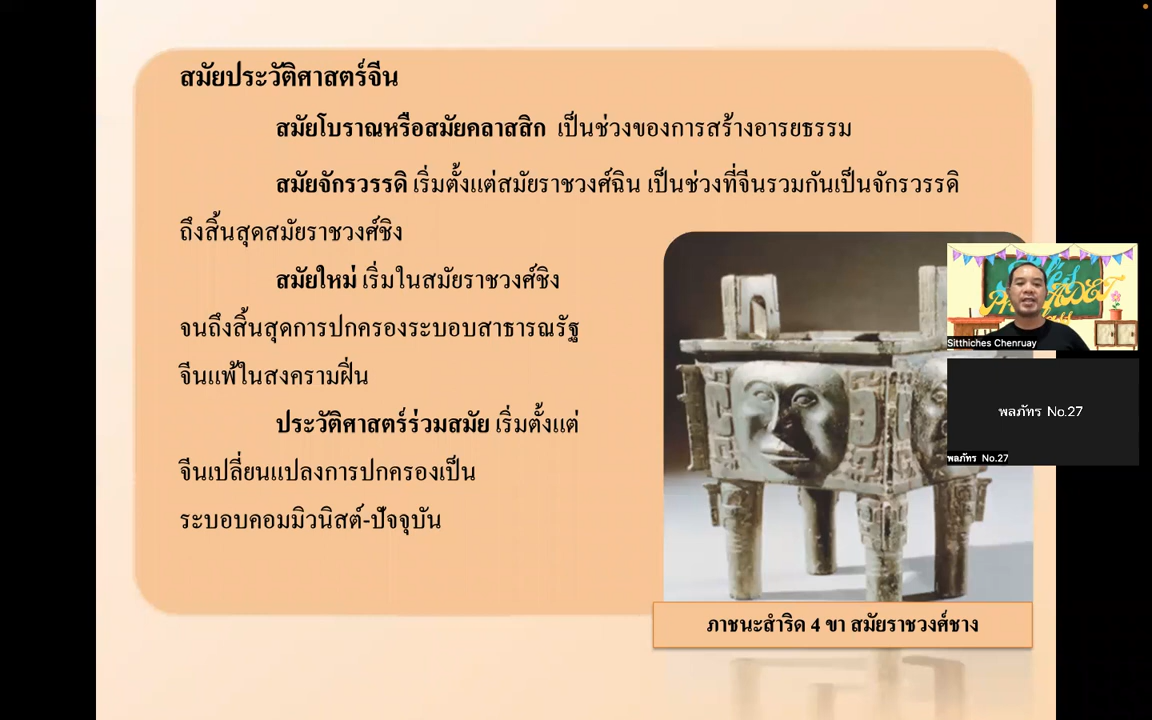 สมัยประวัติศาสตร์จีน
สมัยโบราณหรือสมัยคลาสสิก เป็นช่วงของการสร้างอารยธรรม
สมัยจักรวรรดิ เริ่มตั้งแต่สมัยราชวงศ์ฉิน เป็นช่วงที่จีนรวมกันเป็นจักรวรรดิ
ถึงสิ้นสุดสมัยราชวงศ์ชิง
สมัยใหม่ เริ่มในสมัยราชวงศ์ชิง
จนถึงสิ้นสุดการปกครองระบอบสาธารณรัฐ
จีนแพ้ในสงครามฝิ่น
ประวัติศาสตร์ร่วมสมัย เริ่มตั้งแต่
จีนเปลี่ยนแปลงการปกครองเป็น
ระบอบคอมมิวนิสต์-ปัจจุบัน
ภาชนะสำริด 4 ขา สมัยราชวงศ์ชาง
Sitthiches Chenruay
พลภัทร No.27
พลภัทร No.27